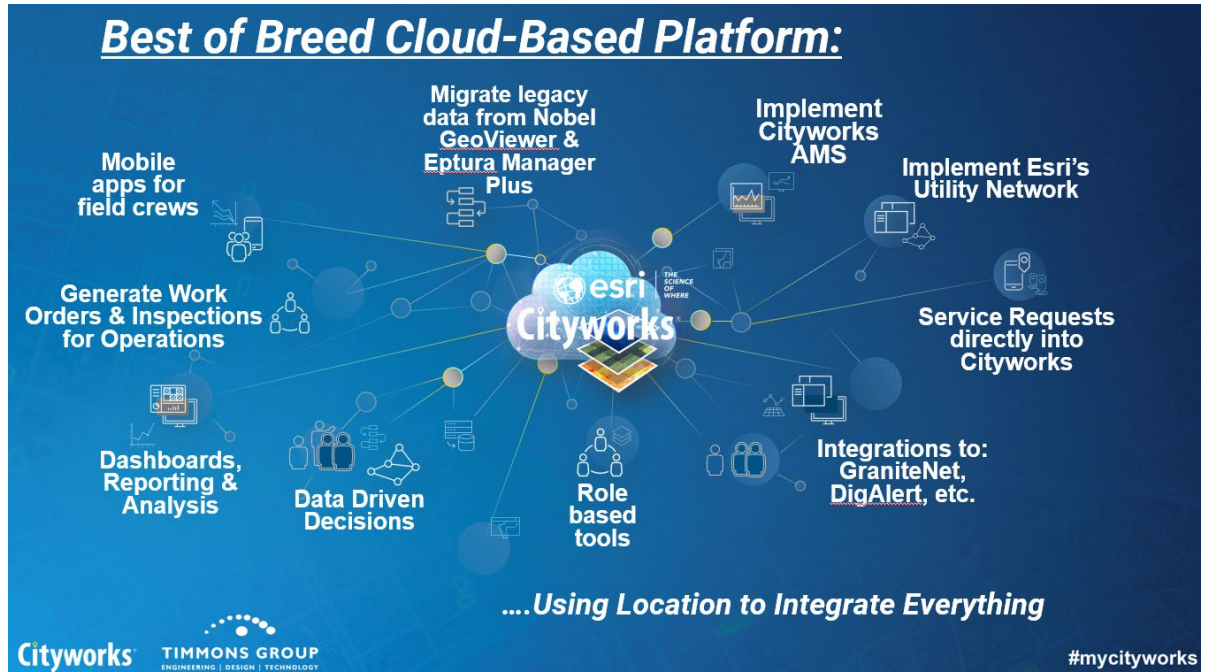 Best of Breed Cloud-Based Platform:
Migrate legacy
data from Nobel
GeoViewer &
Eptura Manager
Plus
Implement
Cityworks
AMS
Mobile
apps for
field crews
Implement Esri's
Utility Network
esri
THE
SCIENCE
OF
WHERE
Cityworks
Generate Work
Orders & Inspections
for Operations
Service Requests
directly into
Cityworks
Dashboards,
Reporting &
Analysis
Data Driven
Decisions
Role
based
tools
Integrations to:
GraniteNet,
DigAlert, etc.
....Using Location to Integrate Everything
Cityworks
TIMMONS GROUP
ENGINEERING | DESIGN | TECHNOLOGY
#mycityworks